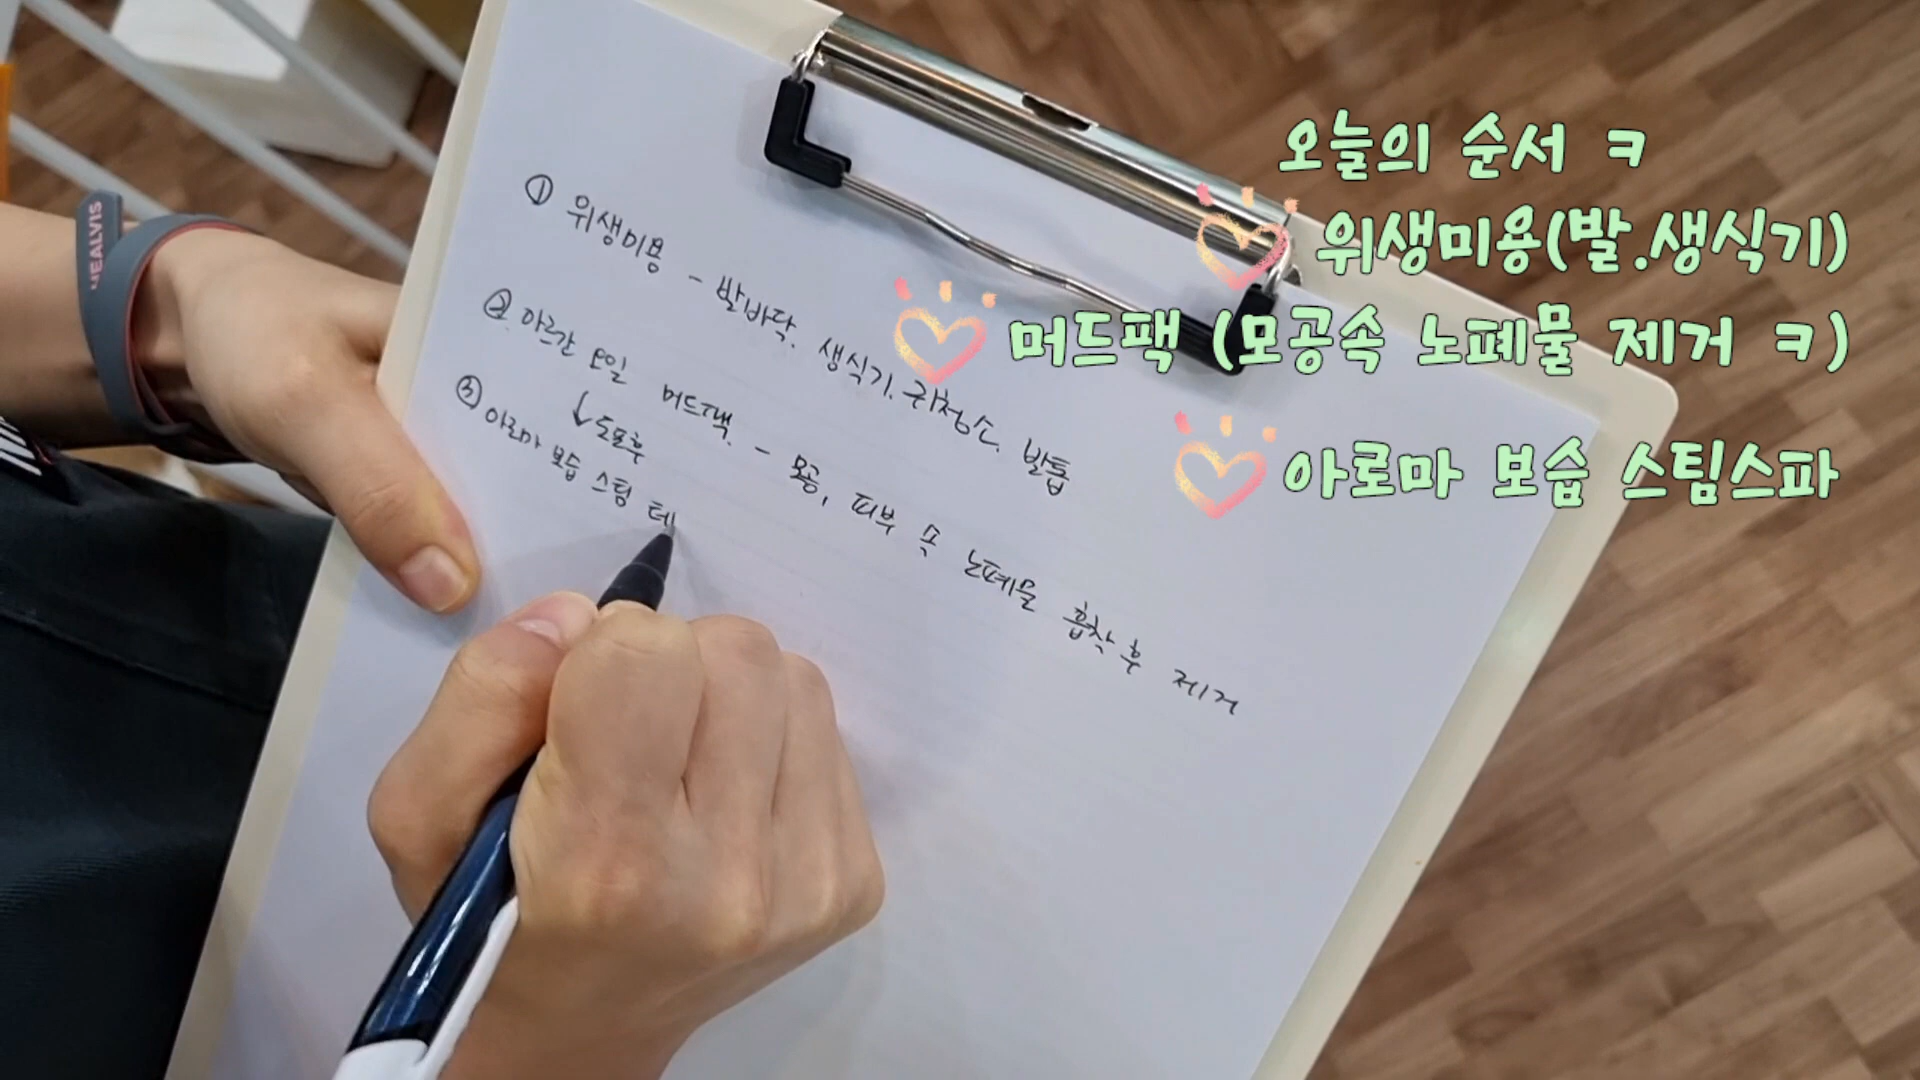 오늘의 순서 ㅋ
위생미용(발.생식기)
머드팩 (모공속 노폐물 제거 ㅋ)
아로마 보습 스팀스파
① 위생미용 - 발바닥. 생식기. 귀청소. 발톱
② 아르간 오일 머드팩. - 모공, 피부 속 노폐물 흡착 후 제거
↓도포후
③ 아로마 보습 스팀 테
HEALVIS